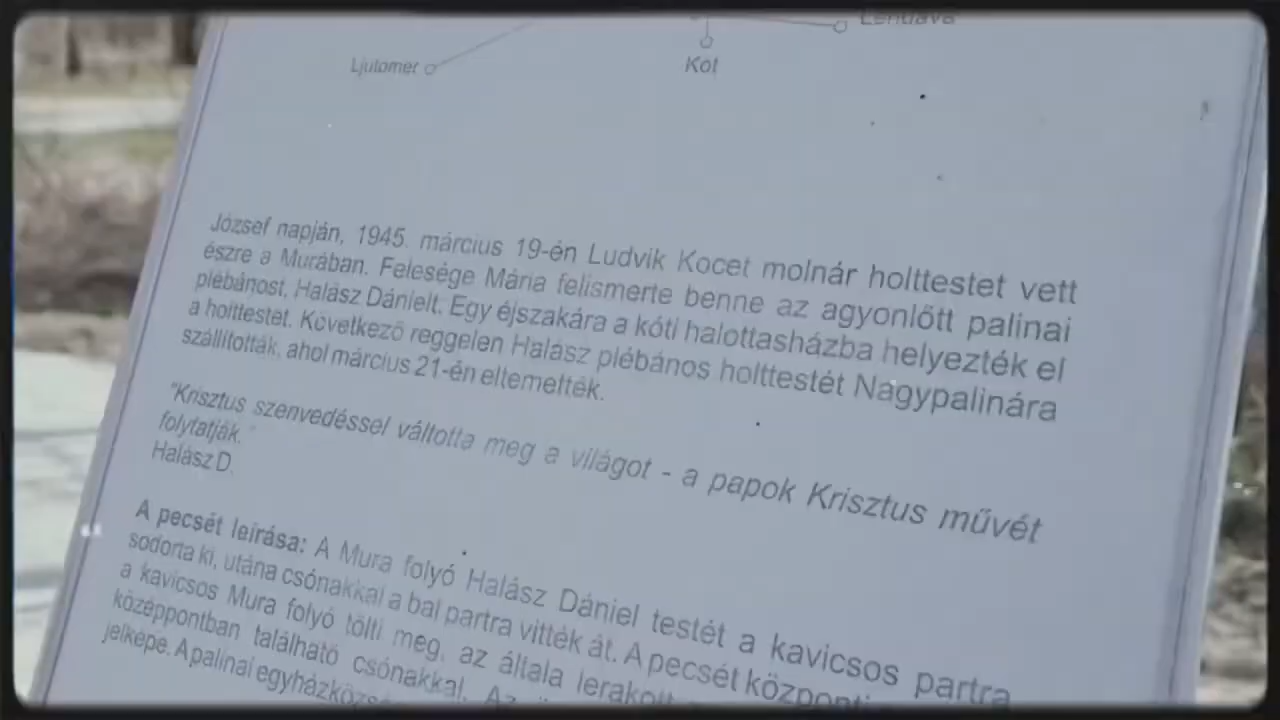 Lendava
Ljutomer
Kot
József napján, 1945. március 19-én Ludvik Kocet molnár holttestet vett
észre a Murában. Felesége Mária felismerte benne az agyonlőtt palinai
plébánost, Halász Dánielt. Egy éjszakára a kóti halottasházba helyezték el
a holttestet. Következő reggelen Halász plébános holttestét Nagypalinára
szállították, ahol március 21-én eltemették.
"Krisztus szenvedéssel váltotta meg a világot - a papok Krisztus művét
folytatják."
Halász D.
A pecsét leírása: A Mura folyó Halász Dániel testét a kavicsos partra
sodorta ki, utána csónakkal a bal partra vitték át. A pecsét
a kavicsos Mura folyó tölti meg, az általa
középpontban található csónakkal.
jelképe. A palinai